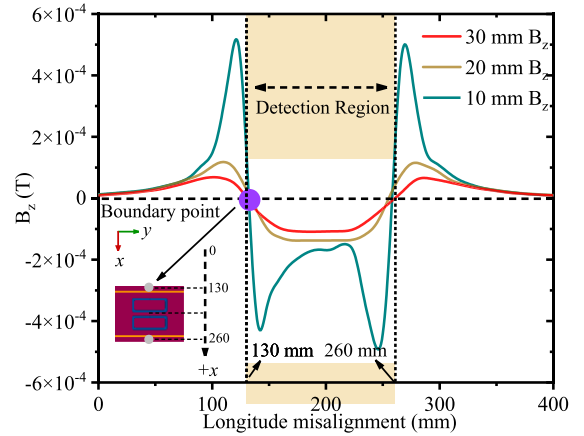 6×10⁻⁴
4×10⁻⁴
2×10⁻⁴
0
-2×10⁻⁴
-4×10⁻⁴
-6×10⁻⁴
B_z (T)
30 mm B_z
20 mm B_z
10 mm B_z
Detection Region
Boundary point
y
x
0
130
260
+x
130 mm
260 mm
0
100
200
300
400
Longitude misalignment (mm)